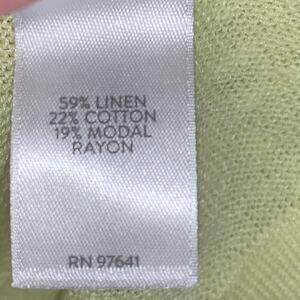 59% LINEN
22% COTTON
19% MODAL
RAYON
RN 97641